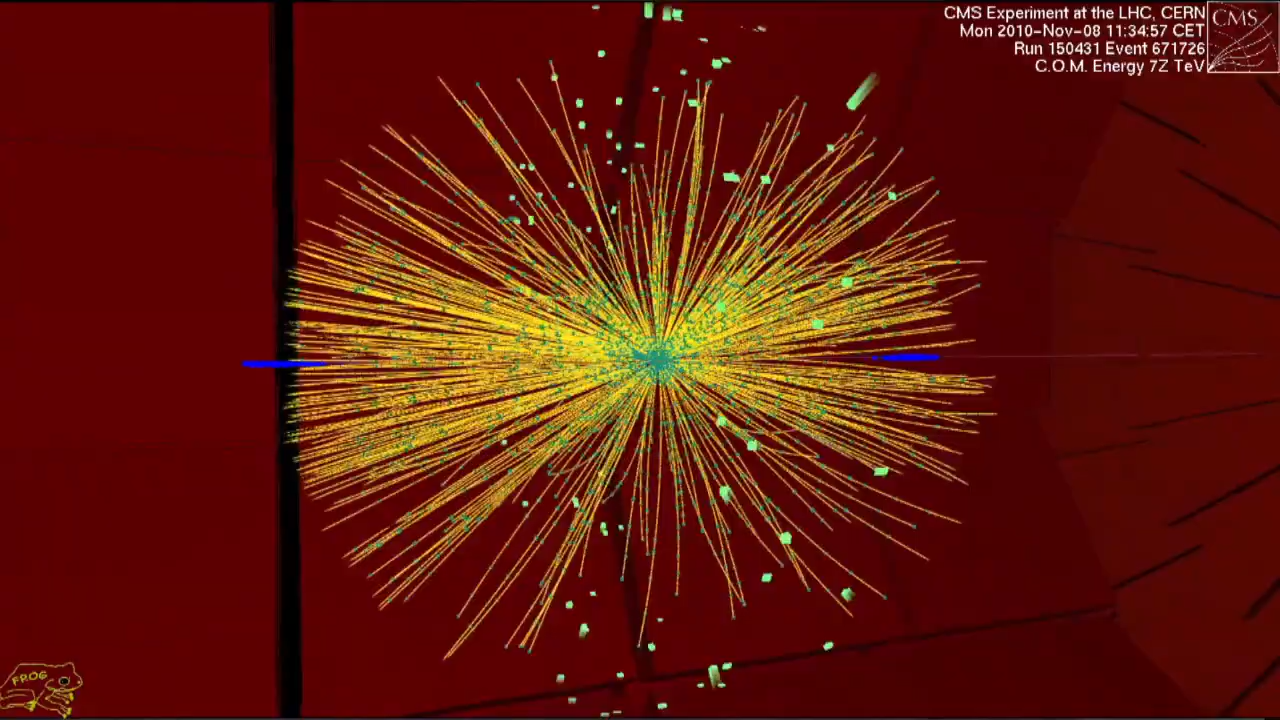 CMS Experiment at the LHC, CERN
Mon 2010-Nov-08 11:34:57 CET
Run 150431 Event 671726
C.O.M. Energy 7Z TeV
CMS
FROG